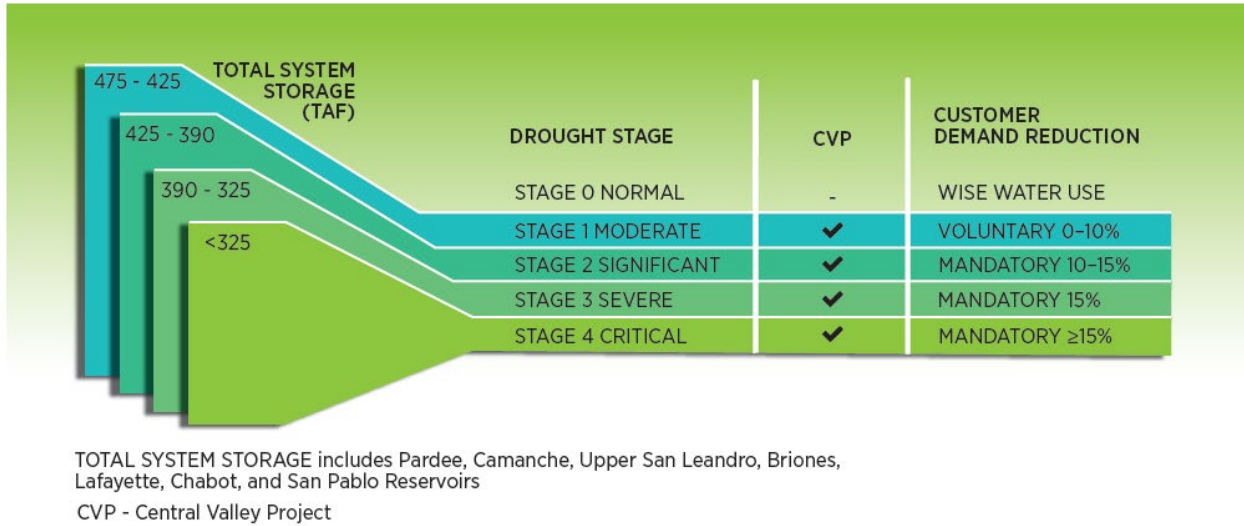 TOTAL SYSTEM
STORAGE
(TAF)
475 - 425
425 - 390
390 - 325
<325
DROUGHT STAGE
CVP
CUSTOMER
DEMAND REDUCTION
STAGE 0 NORMAL
-
WISE WATER USE
STAGE 1 MODERATE
✔
VOLUNTARY 0–10%
STAGE 2 SIGNIFICANT
✔
MANDATORY 10–15%
STAGE 3 SEVERE
✔
MANDATORY 15%
STAGE 4 CRITICAL
✔
MANDATORY ≥15%
TOTAL SYSTEM STORAGE includes Pardee, Camanche, Upper San Leandro, Briones,
Lafayette, Chabot, and San Pablo Reservoirs
CVP - Central Valley Project